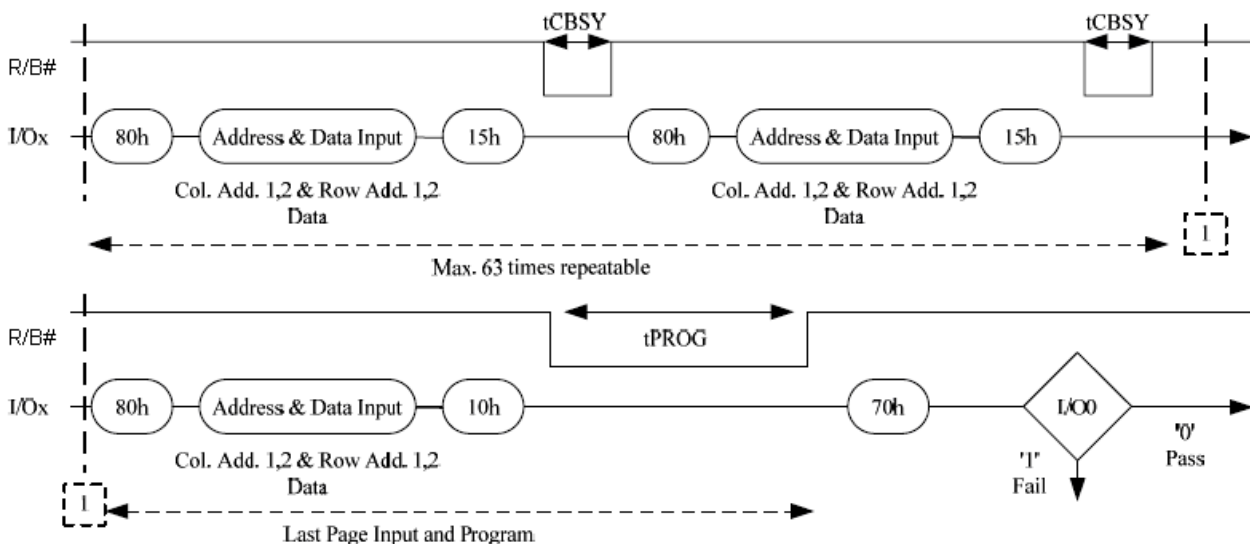 tCBSY tCBSY
R/B#
I/Ox 80h Address & Data Input 15h 80h Address & Data Input 15h
Col. Add. 1,2 & Row Add. 1,2 Col. Add. 1,2 & Row Add. 1,2
Data Data
1
Max. 63 times repeatable
R/B#
tPROG
I/Ox 80h Address & Data Input 10h 70h I/O0
'0'
Col. Add. 1,2 & Row Add. 1,2 '1' Pass
Data Fail
1
Last Page Input and Program